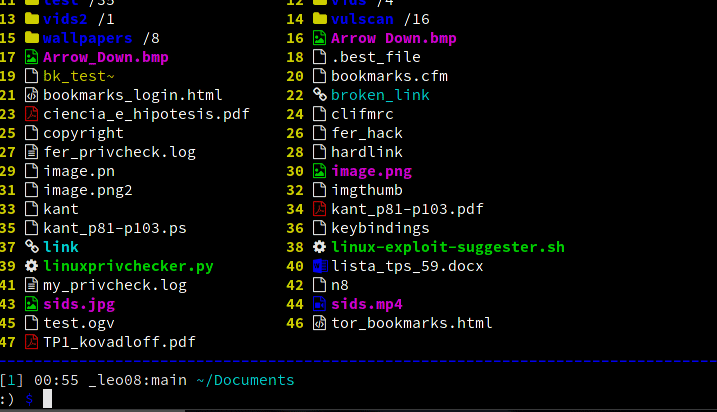 11 test /55 12 vids /4
13 vids2 /1 14 vulscan /16
15 wallpapers /8 16 Arrow Down.bmp
17 Arrow_Down.bmp 18 .best_file
19 bk_test~ 20 bookmarks.cfm
21 bookmarks_login.html 22 broken_link
23 ciencia_e_hipotesis.pdf 24 clifmrc
25 copyright 26 fer_hack
27 fer_privcheck.log 28 hardlink
29 image.pn 30 image.png
31 image.png2 32 imgthumb
33 kant 34 kant_p81-p103.pdf
35 kant_p81-p103.ps 36 keybindings
37 link 38 linux-exploit-suggester.sh
39 linuxprivchecker.py 40 lista_tps_59.docx
41 my_privcheck.log 42 n8
43 sids.jpg 44 sids.mp4
45 test.ogv 46 tor_bookmarks.html
47 TP1_kovadloff.pdf
[1] 00:55 _leo08:main ~/Documents
:) $